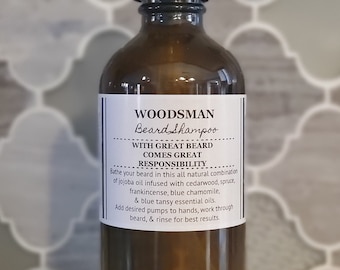 WOODSMAN
Beard Shampoo
WITH GREAT BEARD
COMES GREAT
RESPONSIBILITY
Bathe your beard in this all natural combination
of jojoba oil infused with cedarwood, spruce,
frankincense, blue chamomile,
& blue tansy essential oils.
Add desired pumps to hands, work through
beard, & rinse for best results.